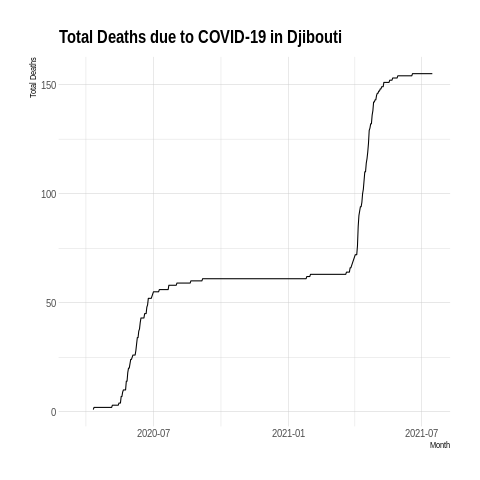 Total Deaths due to COVID-19 in Djibouti
Total Deaths
150
100
50
0
2020-07 2021-01 2021-07
Month